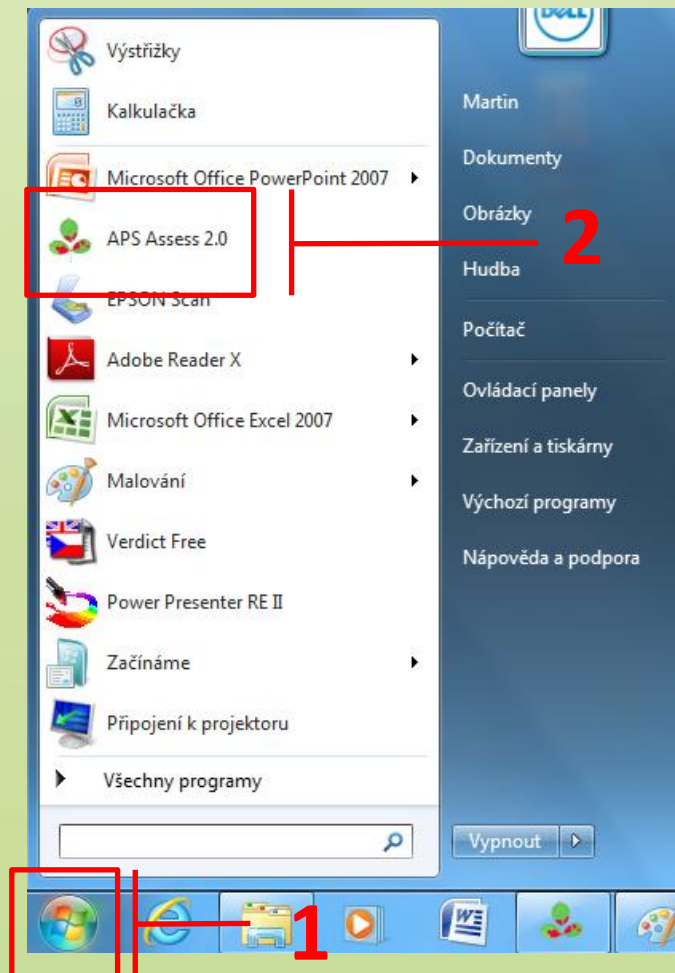 DELL
Výstřižky
Kalkulačka
Microsoft Office PowerPoint 2007
APS Assess 2.0
EPSON Scan
Adobe Reader X
Microsoft Office Excel 2007
Malování
Verdict Free
Power Presenter RE II
Začínáme
Připojení k projektoru
Všechny programy
Martin
Dokumenty
Obrázky
2
Hudba
Počítač
Ovládací panely
Zařízení a tiskárny
Výchozí programy
Nápověda a podpora
Vypnout
1